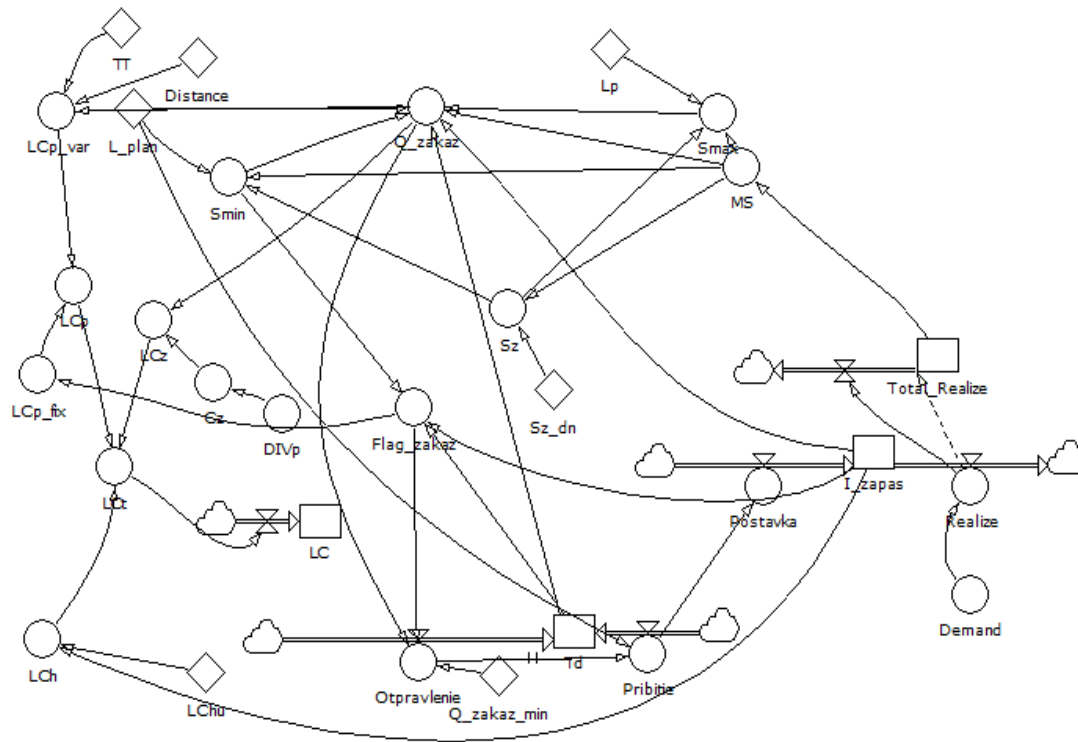 TT
Distance
Lp
LCp_var
L_plan
Q_zakaz
Smax
MS
Smin
LCp
LCz
Sz
LCp_fix
Cz
DIVp
Flag_zakaz
Sz_dn
Total_Realize
I_zapas
LCt
Postavka
Realize
LC
Demand
LCh
Td
Otpravlenie
Pribitie
LChu
Q_zakaz_min